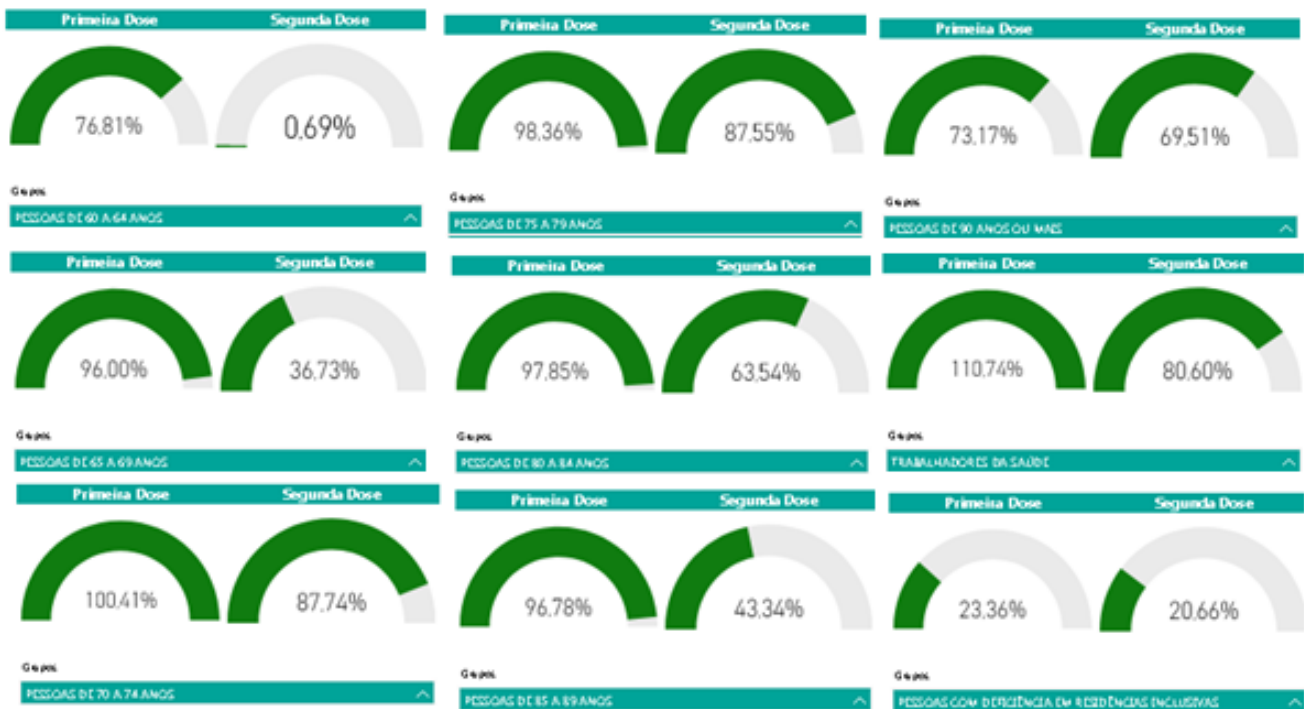 Primeira Dose Segunda Dose
76,81% 0,69%
Grupos
PESSOAS DE 60 A 64 ANOS
Primeira Dose Segunda Dose
98,36% 87,55%
Grupos
PESSOAS DE 75 A 79 ANOS
Primeira Dose Segunda Dose
73,17% 69,51%
Grupos
PESSOAS DE 90 ANOS OU MAIS
Primeira Dose Segunda Dose
96,00% 36,73%
Grupos
PESSOAS DE 65 A 69 ANOS
Primeira Dose Segunda Dose
97,85% 63,54%
Grupos
PESSOAS DE 80 A 84 ANOS
Primeira Dose Segunda Dose
110,74% 80,60%
Grupos
TRABALHADORES DA SAÚDE
Primeira Dose Segunda Dose
100,41% 87,74%
Grupos
PESSOAS DE 70 A 74 ANOS
Primeira Dose Segunda Dose
96,78% 43,34%
Grupos
PESSOAS DE 85 A 89 ANOS
Primeira Dose Segunda Dose
23,36% 20,66%
Grupos
PESSOAS COM DEFICIÊNCIA EM RESIDÊNCIAS INCLUSIVAS